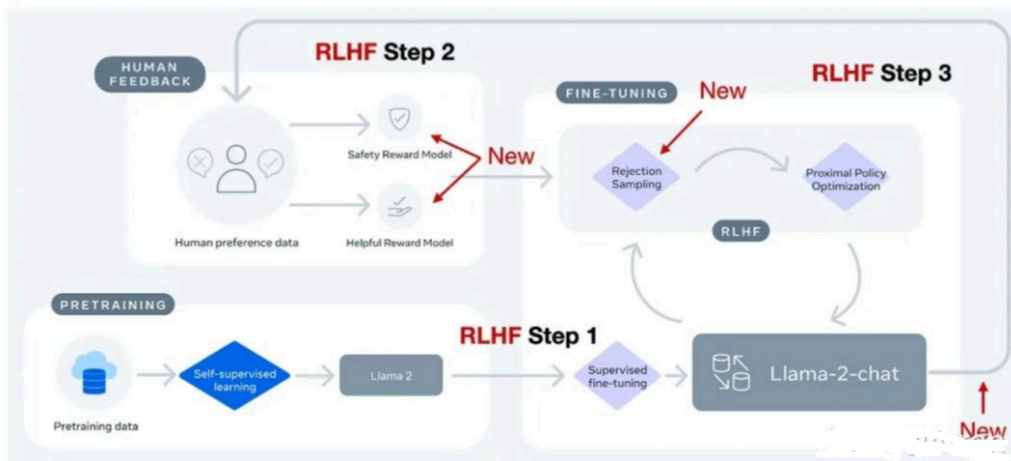 RLHF Step 2
HUMAN
FEEDBACK
Safety Reward Model
New
Human preference data
Helpful Reward Model
RLHF Step 3
FINE-TUNING
New
Rejection
Sampling
Proximal Policy
Optimization
RLHF
PRETRAINING
RLHF Step 1
Self-supervised
learning
Llama 2
Supervised
fine-tuning
Llama-2-chat
Pretraining data
New